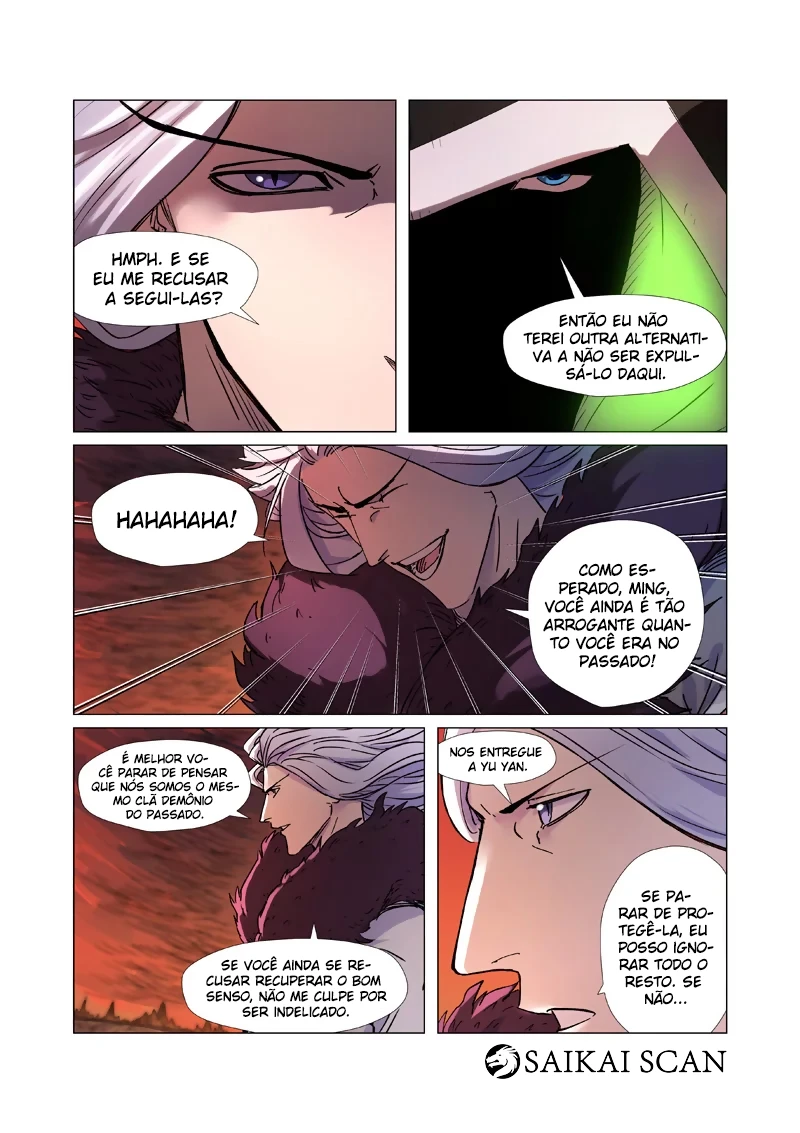 HMPH. E SE
EU ME RECUSAR
A SEGUI-LAS?
ENTÃO EU NÃO
TEREI OUTRA ALTERNATI-
VA A NÃO SER EXPUL-
SÁ-LO DAQUI.
HAHAHAHA!
COMO ES-
PERADO, MING,
VOCÊ AINDA É TÃO
ARROGANTE QUAN-
TO VOCÊ ERA NO
PASSADO!
É MELHOR VO-
CÊ PARAR DE PENSAR
QUE NÓS SOMOS O MES-
MO CLÃ DEMÔNIO
DO PASSADO.
SE VOCÊ AINDA SE RE-
CUSAR RECUPERAR O BOM
SENSO, NÃO ME CULPE POR
SER INDELICADO.
NOS ENTREGUE
A YU YAN.
SE PA-
RAR DE PRO-
TEGÊ-LA, EU
POSSO IGNO-
RAR TODO O
RESTO. SE
NÃO...
SAIKAI SCAN